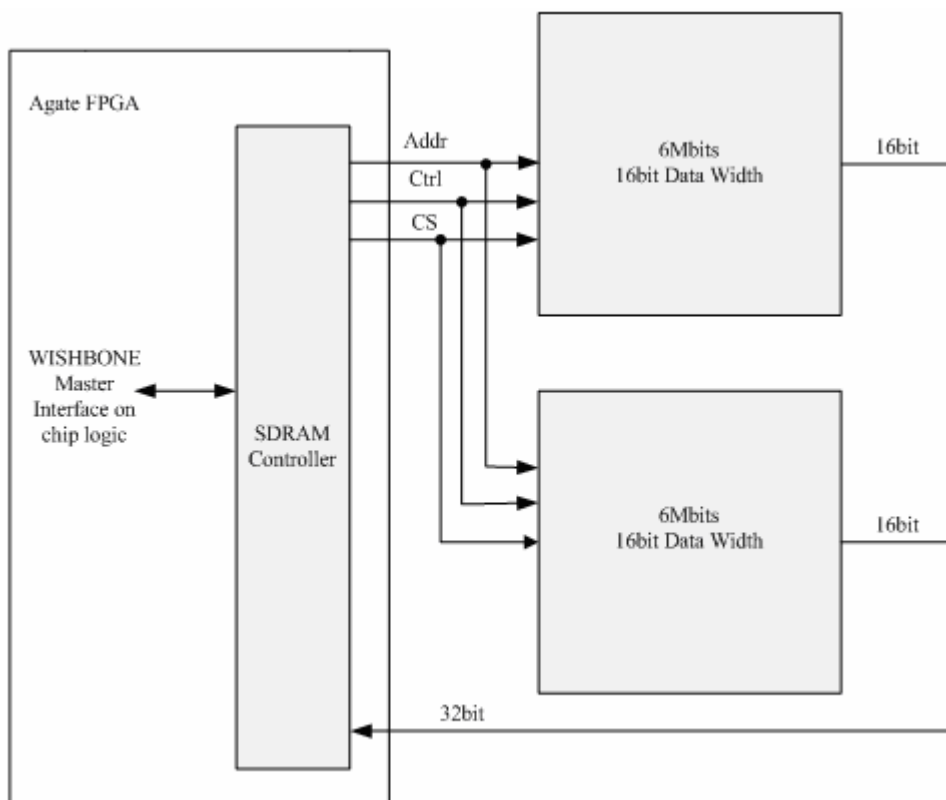 Agate FPGA
Addr
Ctrl
CS
6Mbits
16bit Data Width
16bit
WISHBONE
Master
Interface on
chip logic
SDRAM
Controller
6Mbits
16bit Data Width
16bit
32bit